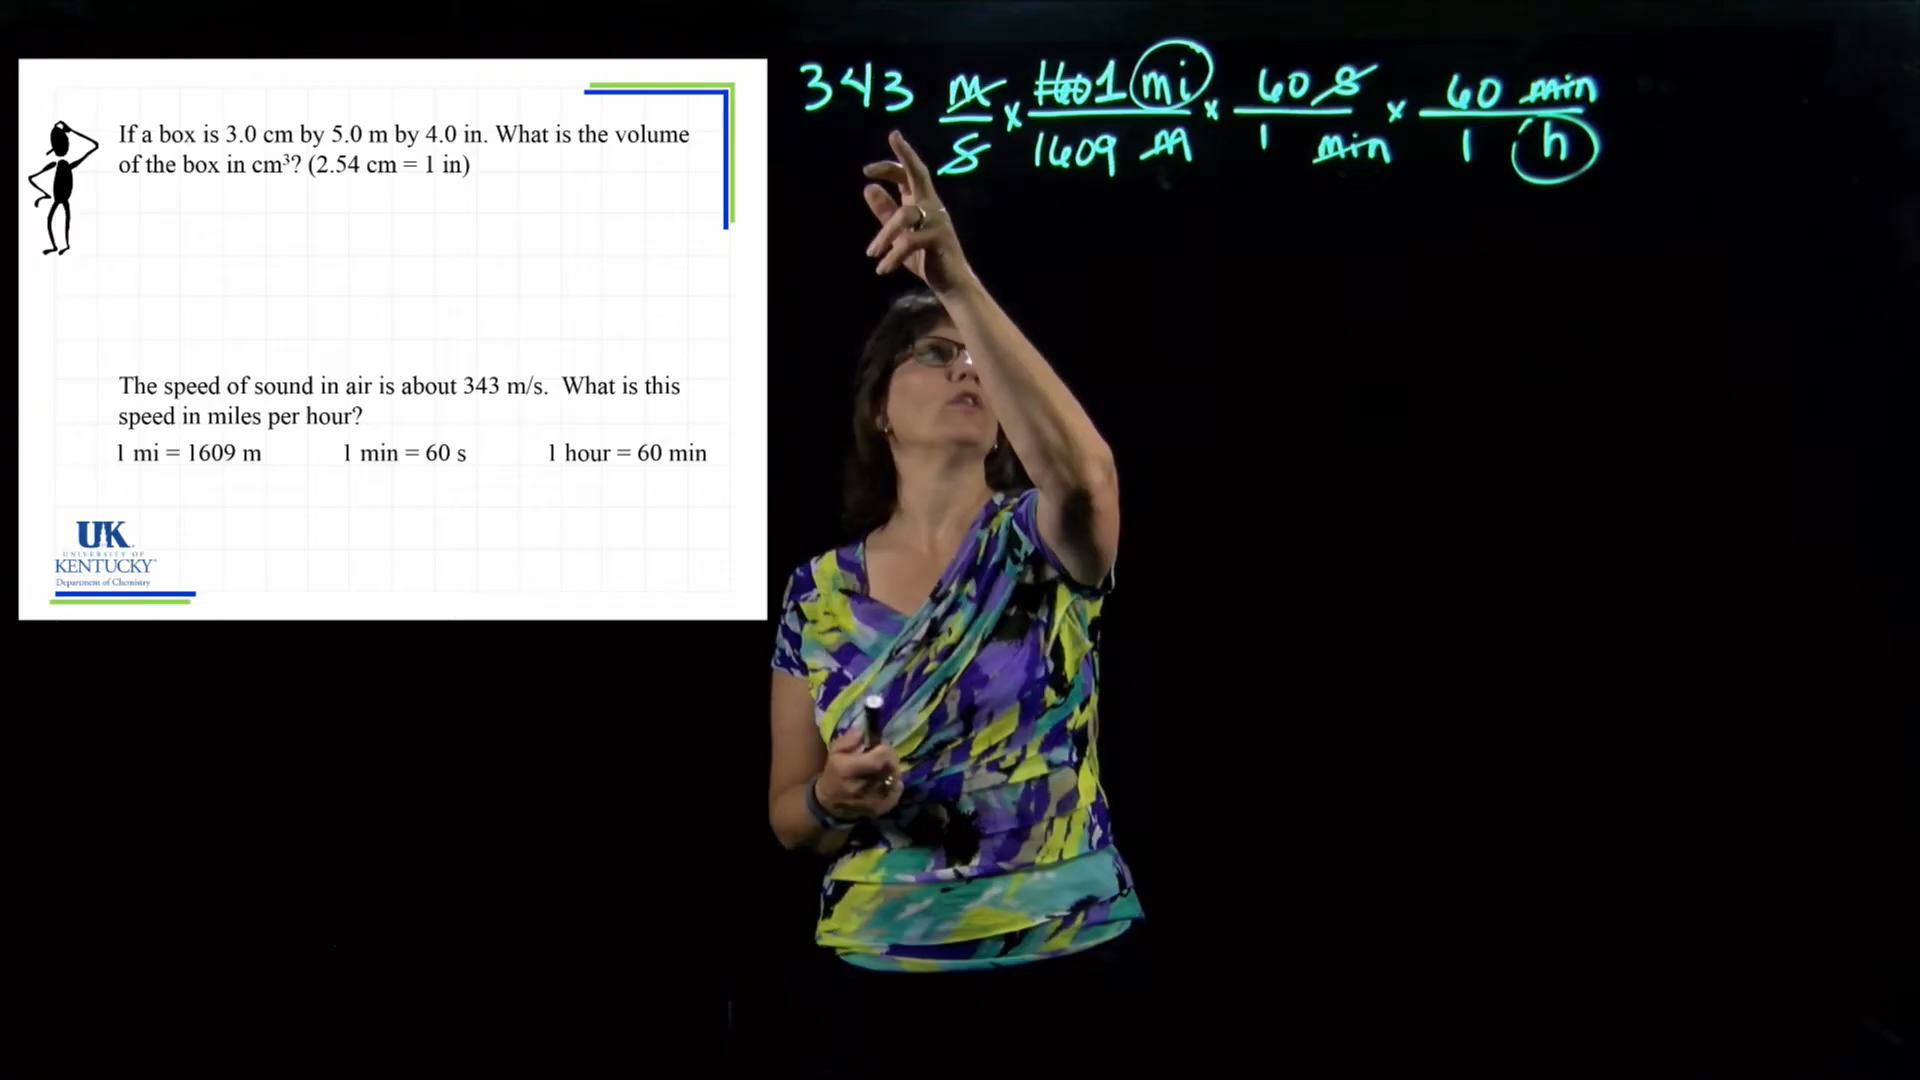 If a box is 3.0 cm by 5.0 m by 4.0 in. What is the volume
of the box in cm³? (2.54 cm = 1 in)
The speed of sound in air is about 343 m/s. What is this
speed in miles per hour?
1 mi = 1609 m 1 min = 60 s 1 hour = 60 min
UK
UNIVERSITY OF
KENTUCKY
Department of Chemistry
343 m x 160 1 mi x 60 s x 60 min
s 1609 m 1 min 1 h